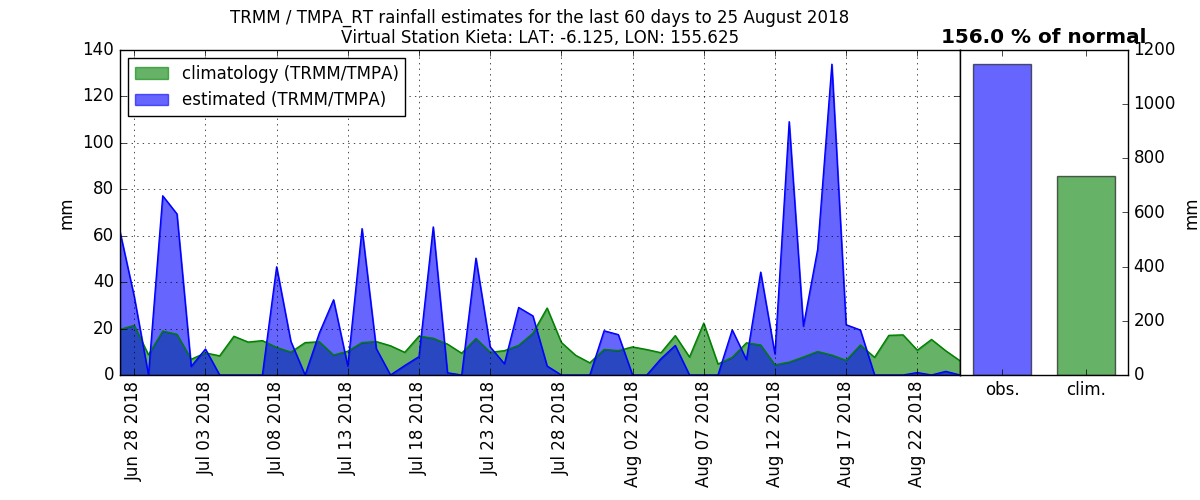 TRMM / TMPA_RT rainfall estimates for the last 60 days to 25 August 2018
Virtual Station Kieta: LAT: -6.125, LON: 155.625
156.0 % of normal
climatology (TRMM/TMPA)
estimated (TRMM/TMPA)
mm
140
120
100
80
60
40
20
0
Jun 28 2018
Jul 03 2018
Jul 08 2018
Jul 13 2018
Jul 18 2018
Jul 23 2018
Jul 28 2018
Aug 02 2018
Aug 07 2018
Aug 12 2018
Aug 17 2018
Aug 22 2018
obs.
clim.
1200
1000
800
600
400
200
0
mm